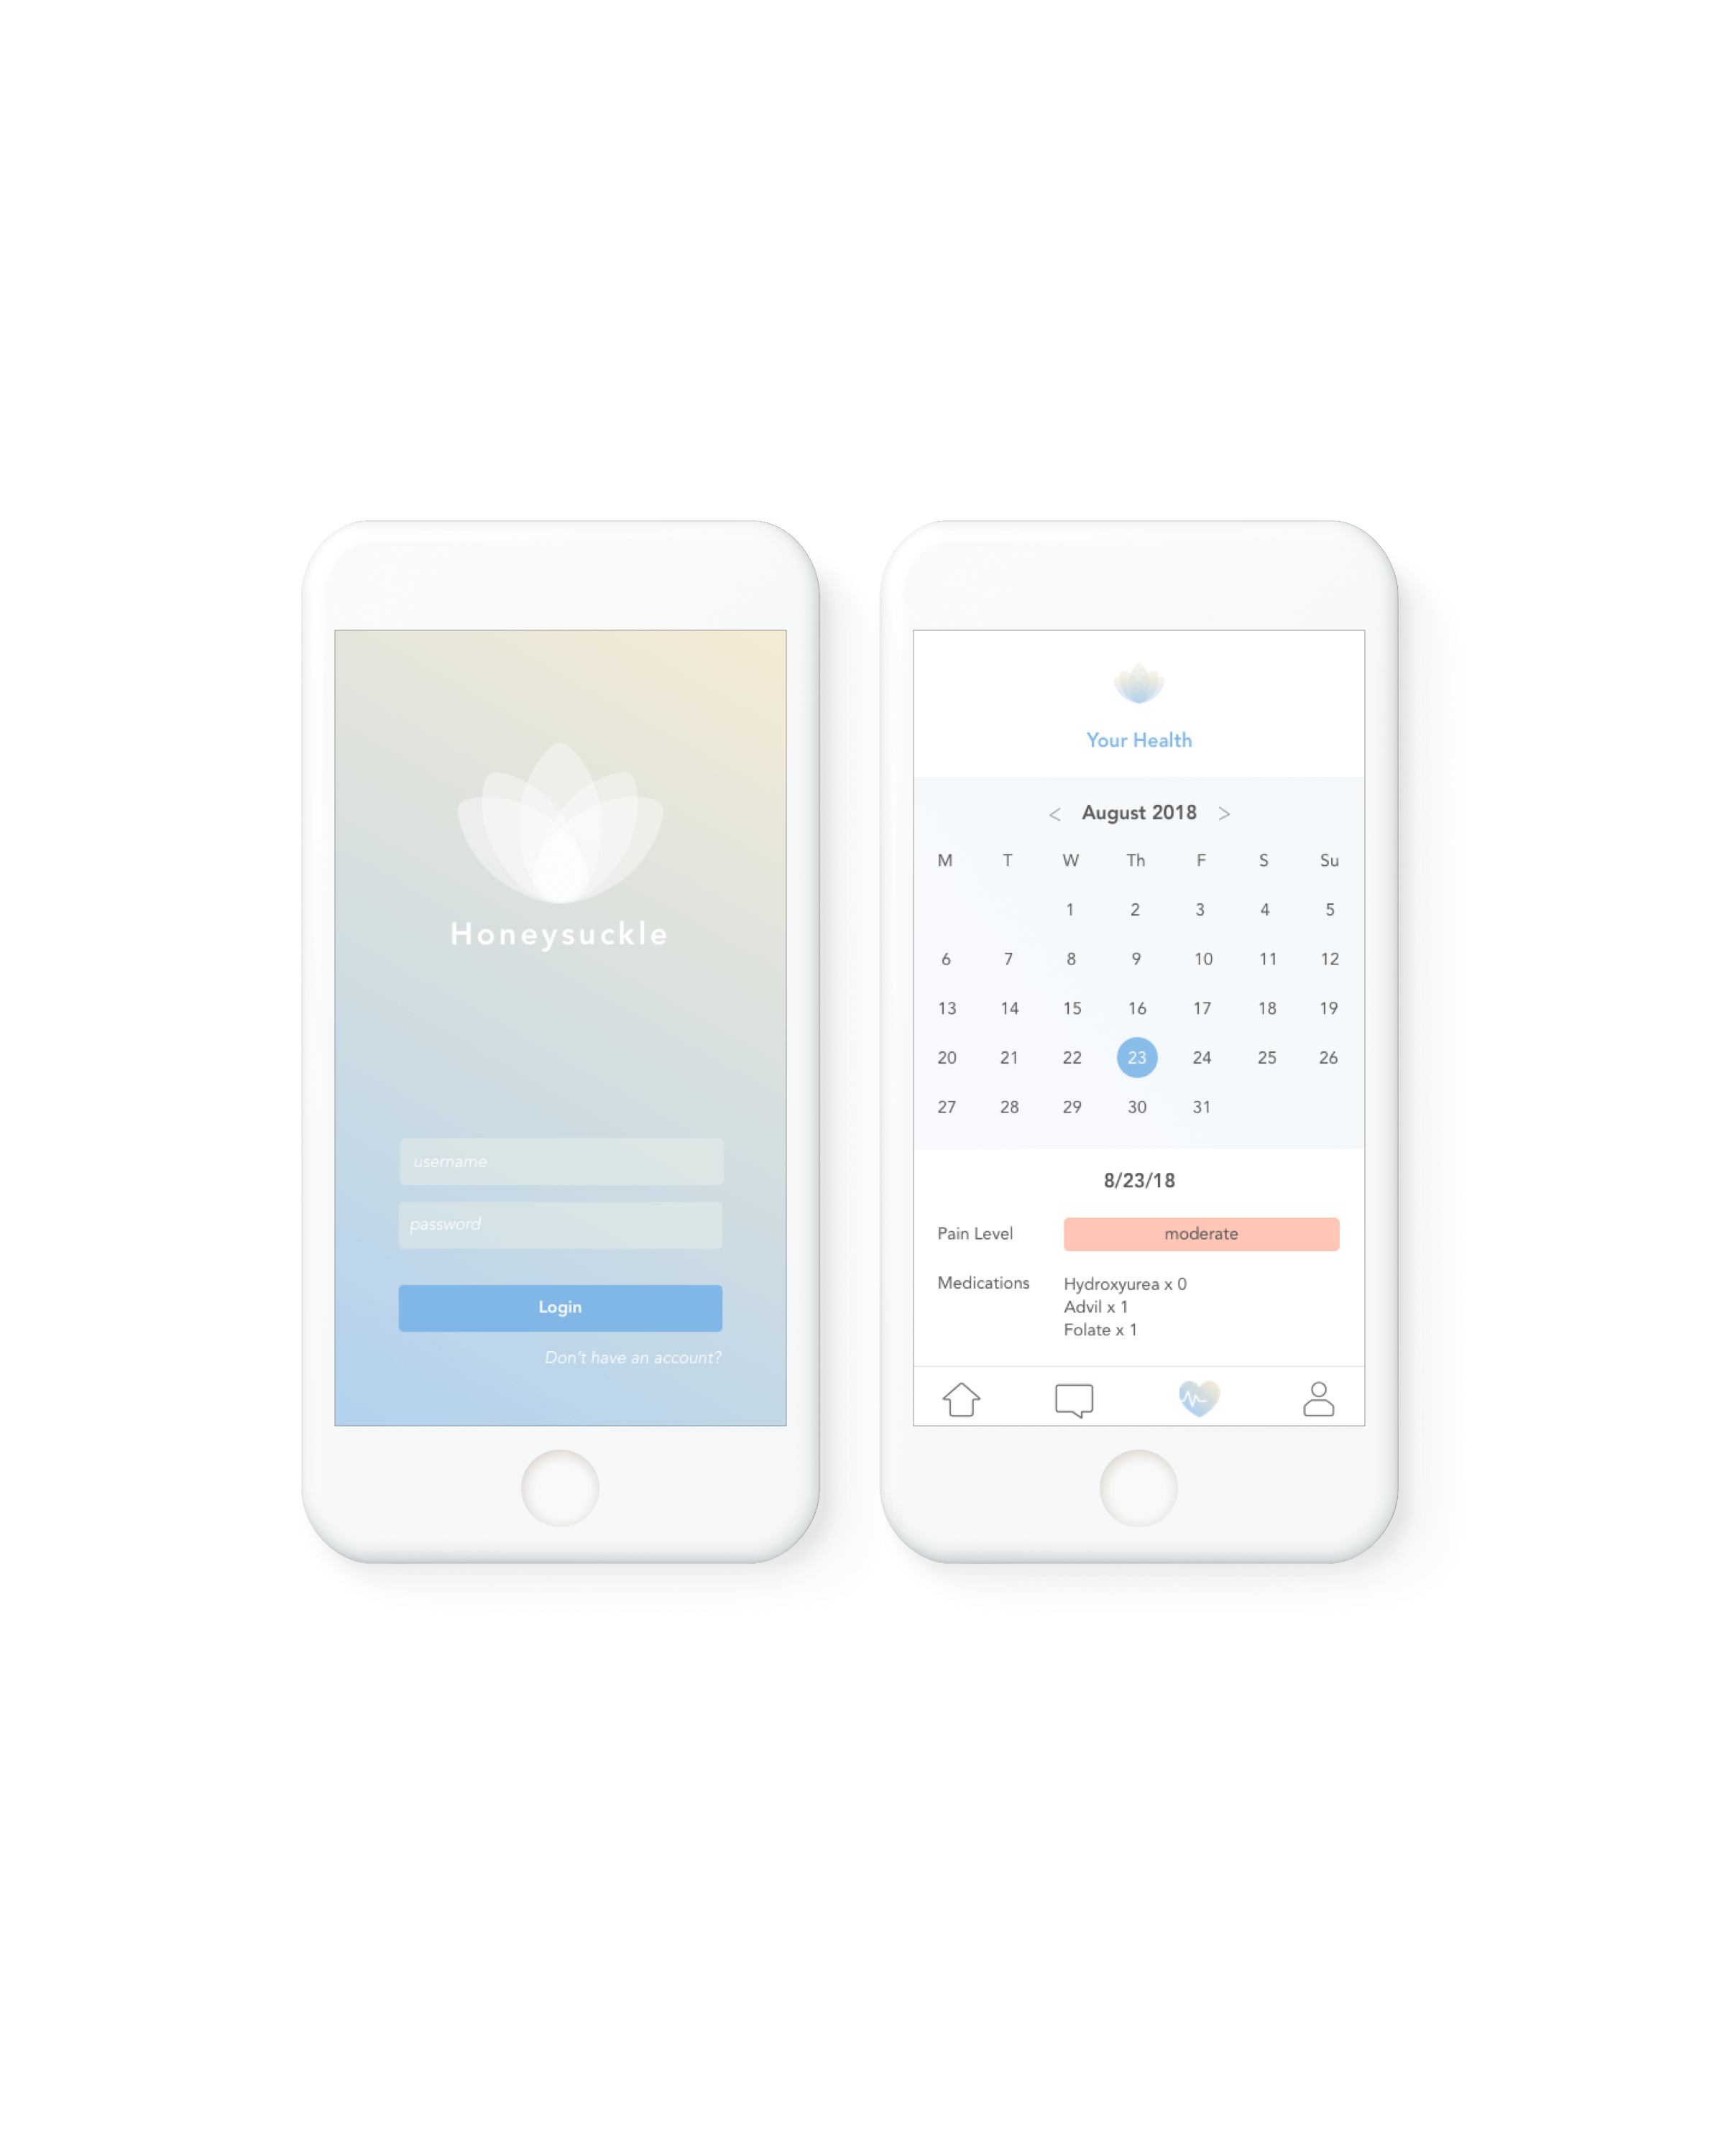 Honeysuckle
username
password
Login
Don't have an account?
Your Health
< August 2018 >
M T W Th F S Su
1 2 3 4 5
6 7 8 9 10 11 12
13 14 15 16 17 18 19
20 21 22 23 24 25 26
27 28 29 30 31
8/23/18
Pain Level moderate
Medications Hydroxyurea x 0
Advil x 1
Folate x 1